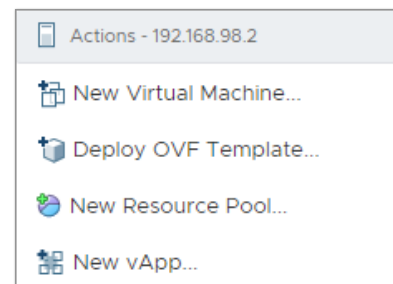 Actions - 192.168.98.2
New Virtual Machine...
Deploy OVF Template...
New Resource Pool...
New vApp...